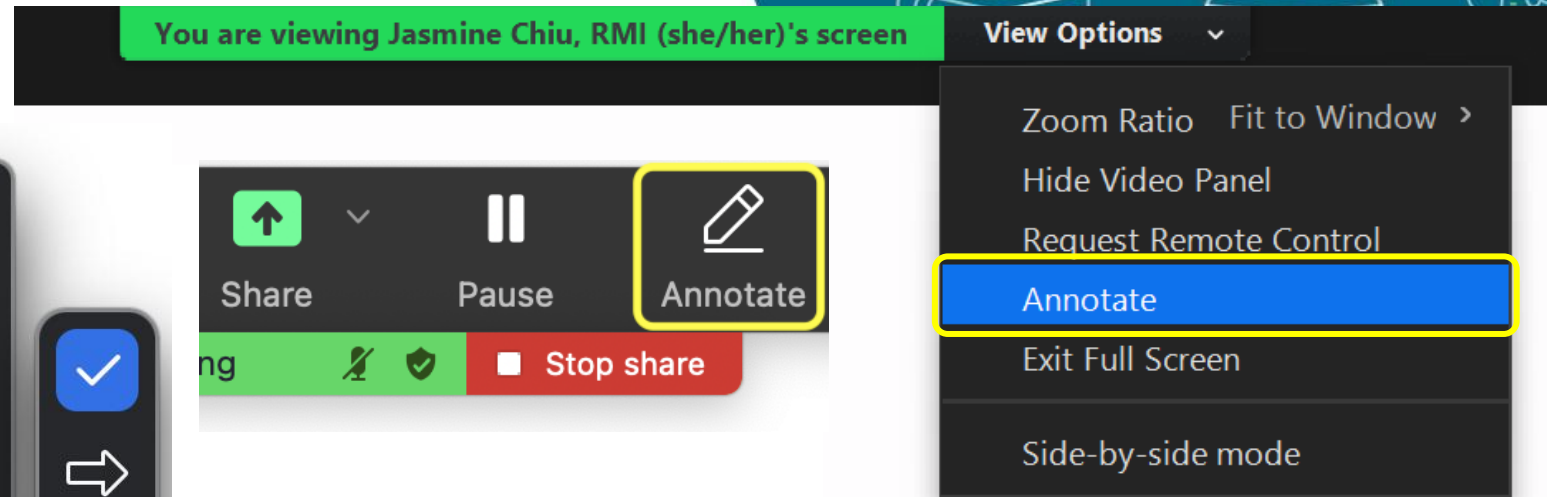 You are viewing Jasmine Chiu, RMI (she/her)'s screen
View Options
Zoom Ratio Fit to Window
Hide Video Panel
Request Remote Control
Annotate
Exit Full Screen
Side-by-side mode
Share
Pause
Annotate
ng
Stop share